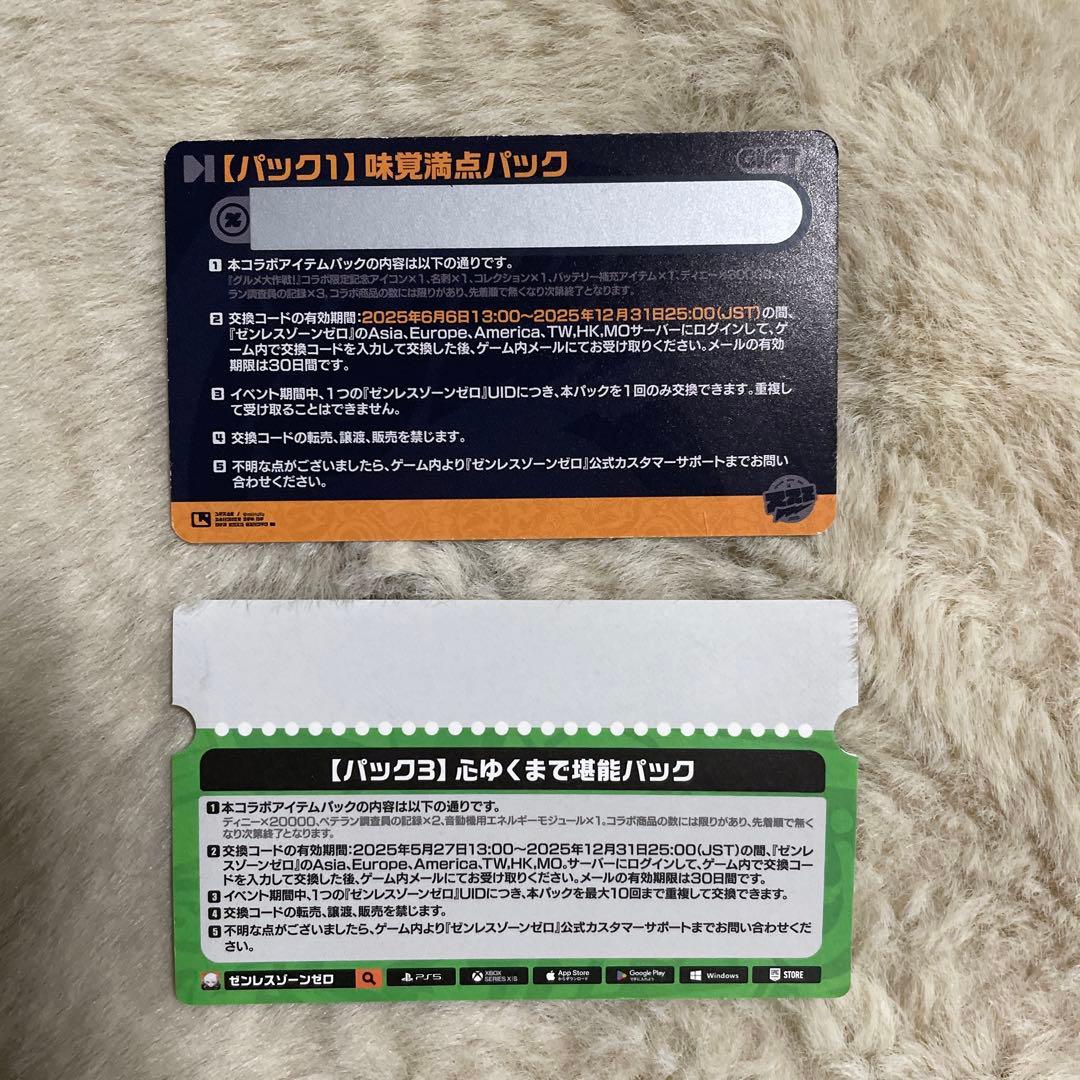 【パック1】味覚満点パック
GIFT
1 本コラボアイテムパックの内容は以下の通りです。
『グルメ大作戦!』コラボ限定記念アイコン×1、名刺×1、コレクション×1、バッテリー補充アイテム×1、ディニー
ラン調査員の記録×3。コラボ商品の数には限りがあり、先着順で無くなり次第終了となります。
2 交換コードの有効期間:2025年6月6日13:00〜2025年12月31日25:00(JST)の間、
『ゼンレスゾーンゼロ』のAsia、Europe、America、TW,HK,MOサーバーにログインして、ゲ
ーム内で交換コードを入力して交換した後、ゲーム内メールにてお受け取りください。メールの有効
期限は30日間です。
3 イベント期間中、1つの『ゼンレスゾーンゼロ』UIDにつき、本パックを1回のみ交換できます。重複し
て受け取ることはできません。
4 交換コードの転売、譲渡、販売を禁じます。
5 不明な点がございましたら、ゲーム内より『ゼンレスゾーンゼロ』公式カスタマーサポートまでお問い
合わせください。
【パック3】心ゆくまで堪能パック
1 本コラボアイテムパックの内容は以下の通りです。
ディニー×20000、ベテラン調査員の記録×2、音動機用エネルギーモジュール×1。コラボ商品の数には限りがあり、先着順で無く
なり次第終了となります。
2 交換コードの有効期間:2025年5月27日13:00〜2025年12月31日25:00(JST)の間、『ゼンレ
スゾーンゼロ』のAsia、Europe、America、TW,HK,MO。サーバーにログインして、ゲーム内で交換コー
ドを入力して交換した後、ゲーム内メールにてお受け取りください。メールの有効期限は30日間です。
3 イベント期間中、1つの『ゼンレスゾーンゼロ』UIDにつき、本パックを最大10回まで重複して交換できます。
4 交換コードの転売、譲渡、販売を禁じます。
5 不明な点がございましたら、ゲーム内より『ゼンレスゾーンゼロ』公式カスタマーサポートまでお問い合わせくだ
さい。
ゼンレスゾーンゼロ PS5 XBOX SERIES X|S App Store からダウンロード Google Play で手に入れよう Windows EPIC STORE